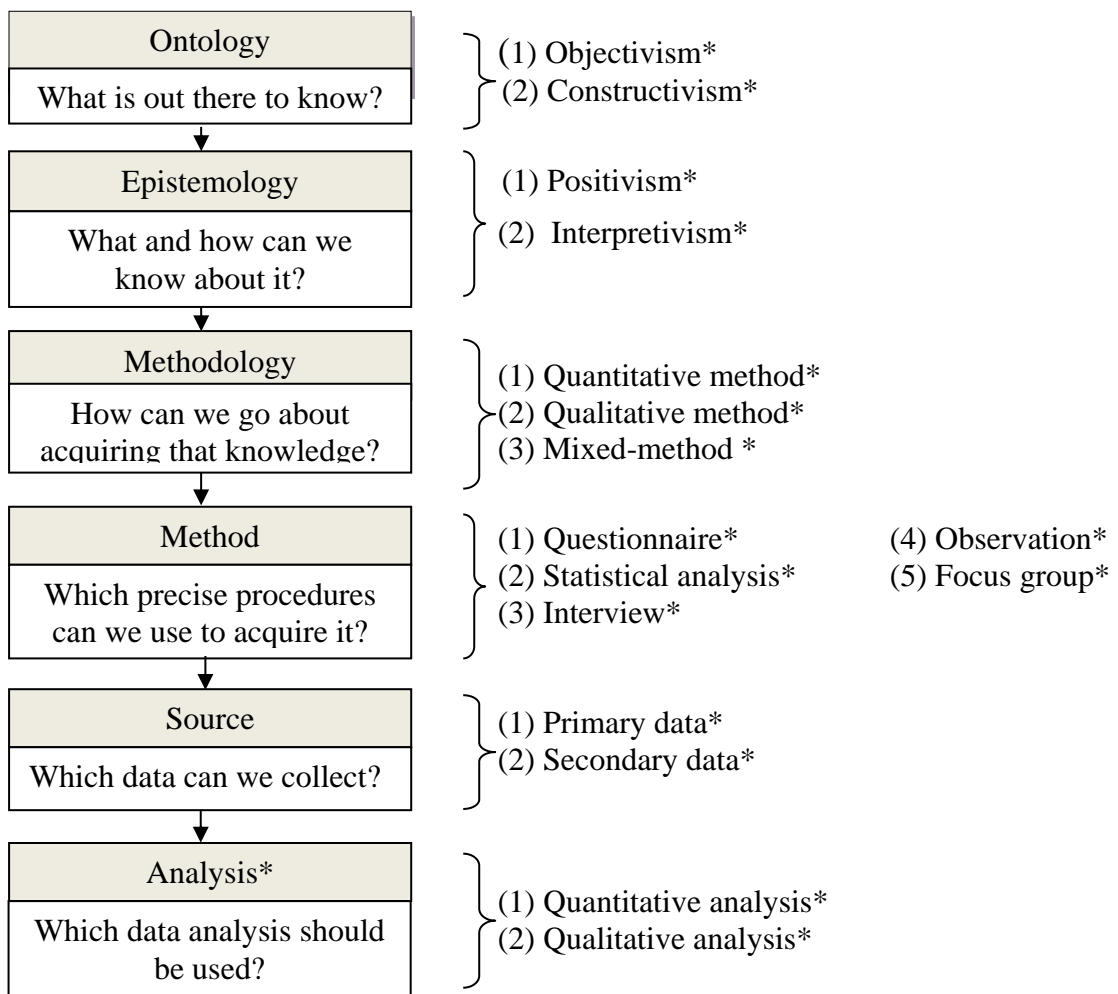 Ontology
What is out there to know?
(1) Objectivism*
(2) Constructivism*
Epistemology
What and how can we
know about it?
(1) Positivism*
(2) Interpretivism*
Methodology
How can we go about
acquiring that knowledge?
(1) Quantitative method*
(2) Qualitative method*
(3) Mixed-method *
Method
Which precise procedures
can we use to acquire it?
(1) Questionnaire*
(2) Statistical analysis*
(3) Interview*
(4) Observation*
(5) Focus group*
Source
Which data can we collect?
(1) Primary data*
(2) Secondary data*
Analysis*
Which data analysis should
be used?
(1) Quantitative analysis*
(2) Qualitative analysis*